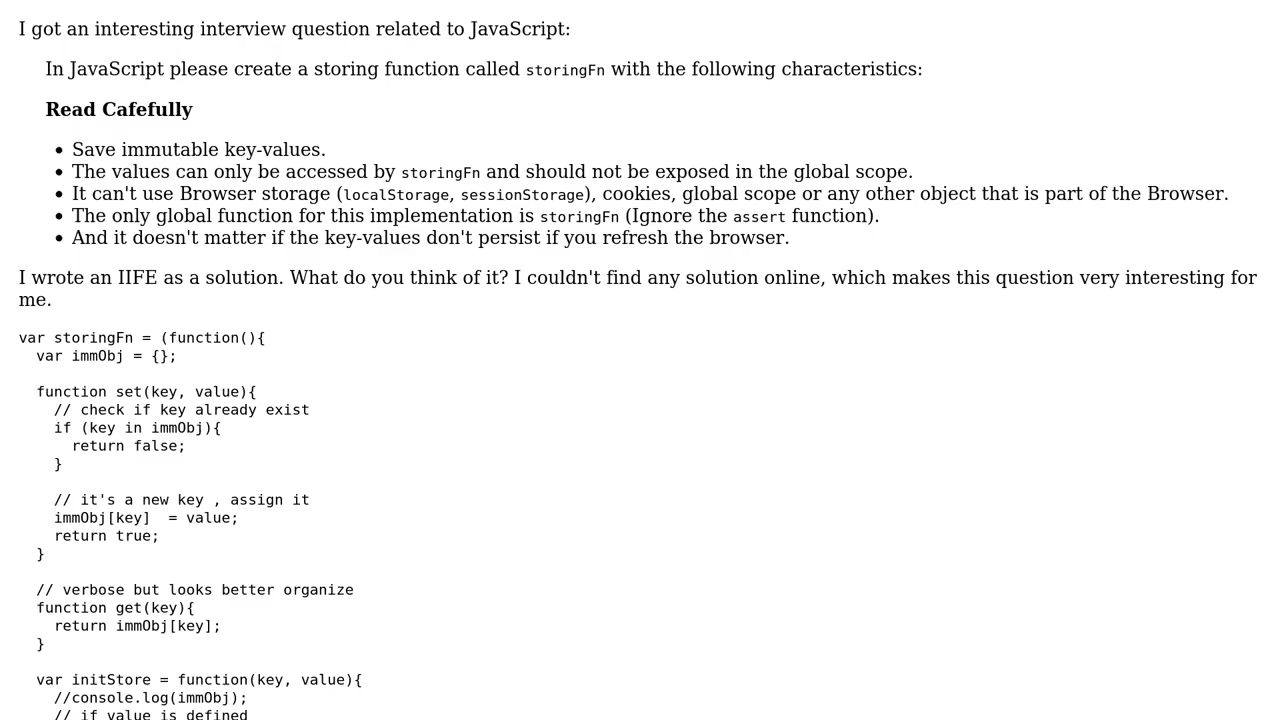 I got an interesting interview question related to JavaScript:
In JavaScript please create a storing function called storingFn with the following characteristics:
Read Cafefully
• Save immutable key-values.
• The values can only be accessed by storingFn and should not be exposed in the global scope.
• It can't use Browser storage (localStorage, sessionStorage), cookies, global scope or any other object that is part of the Browser.
• The only global function for this implementation is storingFn (Ignore the assert function).
• And it doesn't matter if the key-values don't persist if you refresh the browser.
I wrote an IIFE as a solution. What do you think of it? I couldn't find any solution online, which makes this question very interesting for
me.
var storingFn = (function(){
  var immObj = {};
  function set(key, value){
    // check if key already exist
    if (key in immObj){
      return false;
    }
    // it's a new key , assign it
    immObj[key]  = value;
    return true;
  }
  // verbose but looks better organize
  function get(key){
    return immObj[key];
  }
  var initStore = function(key, value){
    //console.log(immObj);
    // if value is defined